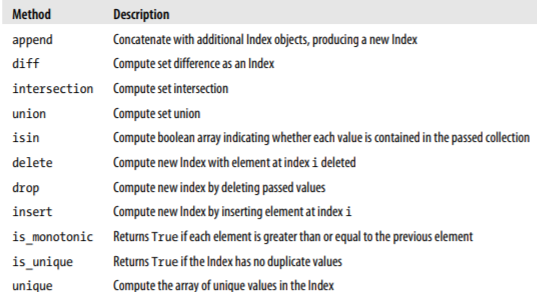 Method Description
append Concatenate with additional Index objects, producing a new Index
diff Compute set difference as an Index
intersection Compute set intersection
union Compute set union
isin Compute boolean array indicating whether each value is contained in the passed collection
delete Compute new Index with element at index i deleted
drop Compute new index by deleting passed values
insert Compute new Index by inserting element at index i
is_monotonic Returns True if each element is greater than or equal to the previous element
is_unique Returns True if the Index has no duplicate values
unique Compute the array of unique values in the Index